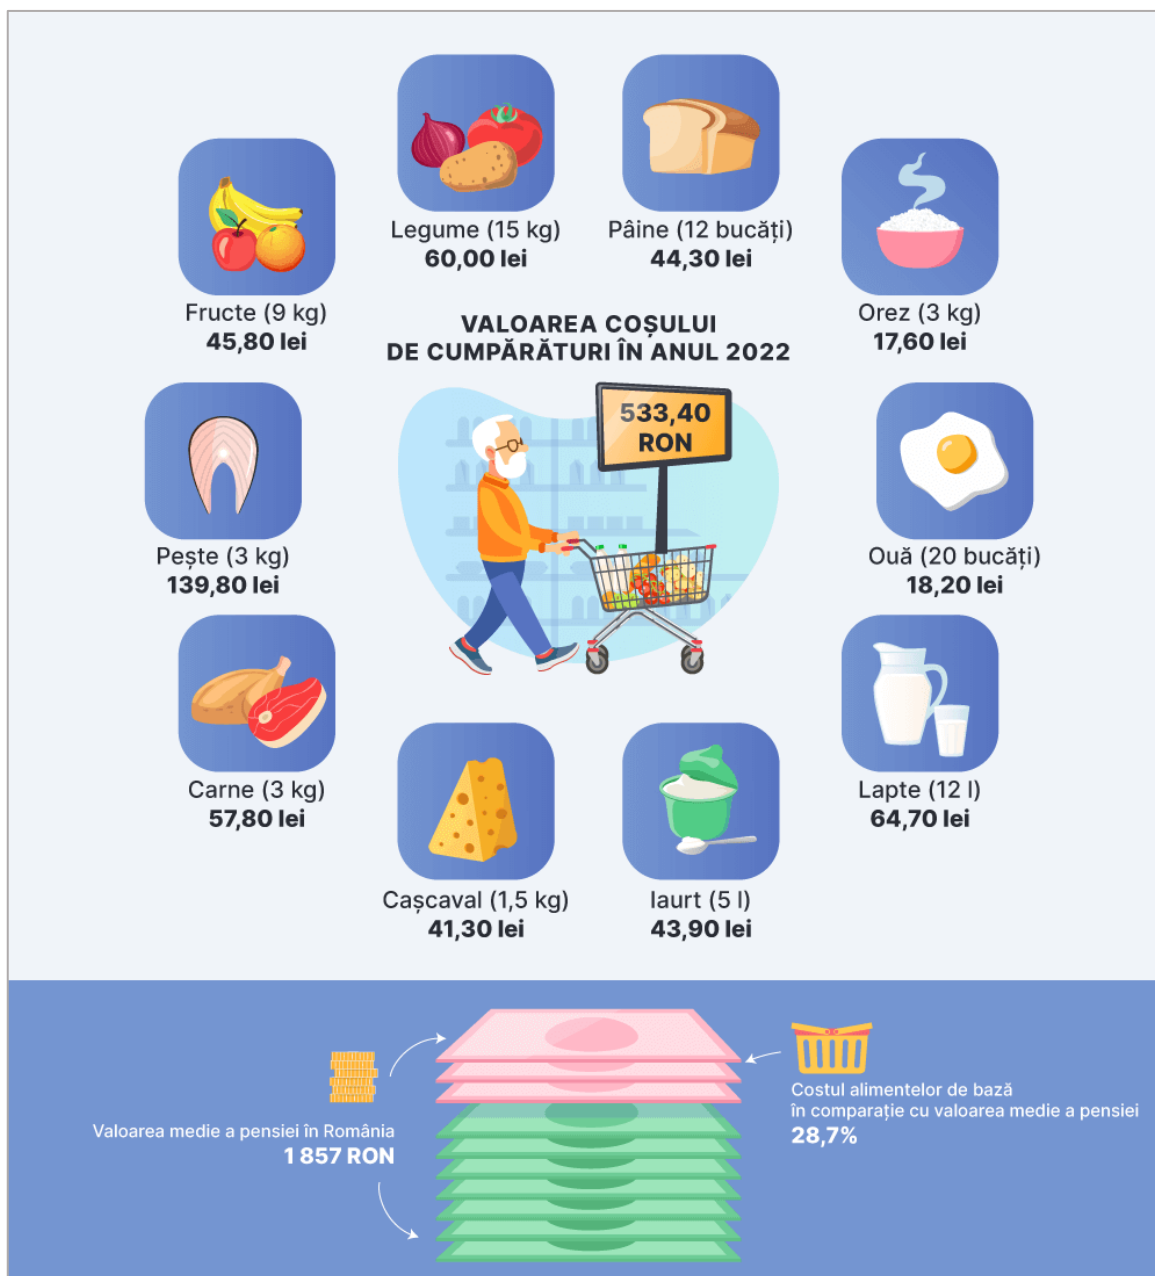 Legume (15 kg)
60,00 lei
Pâine (12 bucăți)
44,30 lei
Fructe (9 kg)
45,80 lei
Orez (3 kg)
17,60 lei
VALOAREA COȘULUI
DE CUMPĂRĂTURI ÎN ANUL 2022
533,40
RON
Pește (3 kg)
139,80 lei
Ouă (20 bucăți)
18,20 lei
Carne (3 kg)
57,80 lei
Lapte (12 l)
64,70 lei
Cașcaval (1,5 kg)
41,30 lei
Iaurt (5 l)
43,90 lei
Valoarea medie a pensiei în România
1 857 RON
Costul alimentelor de bază
în comparație cu valoarea medie a pensiei
28,7%